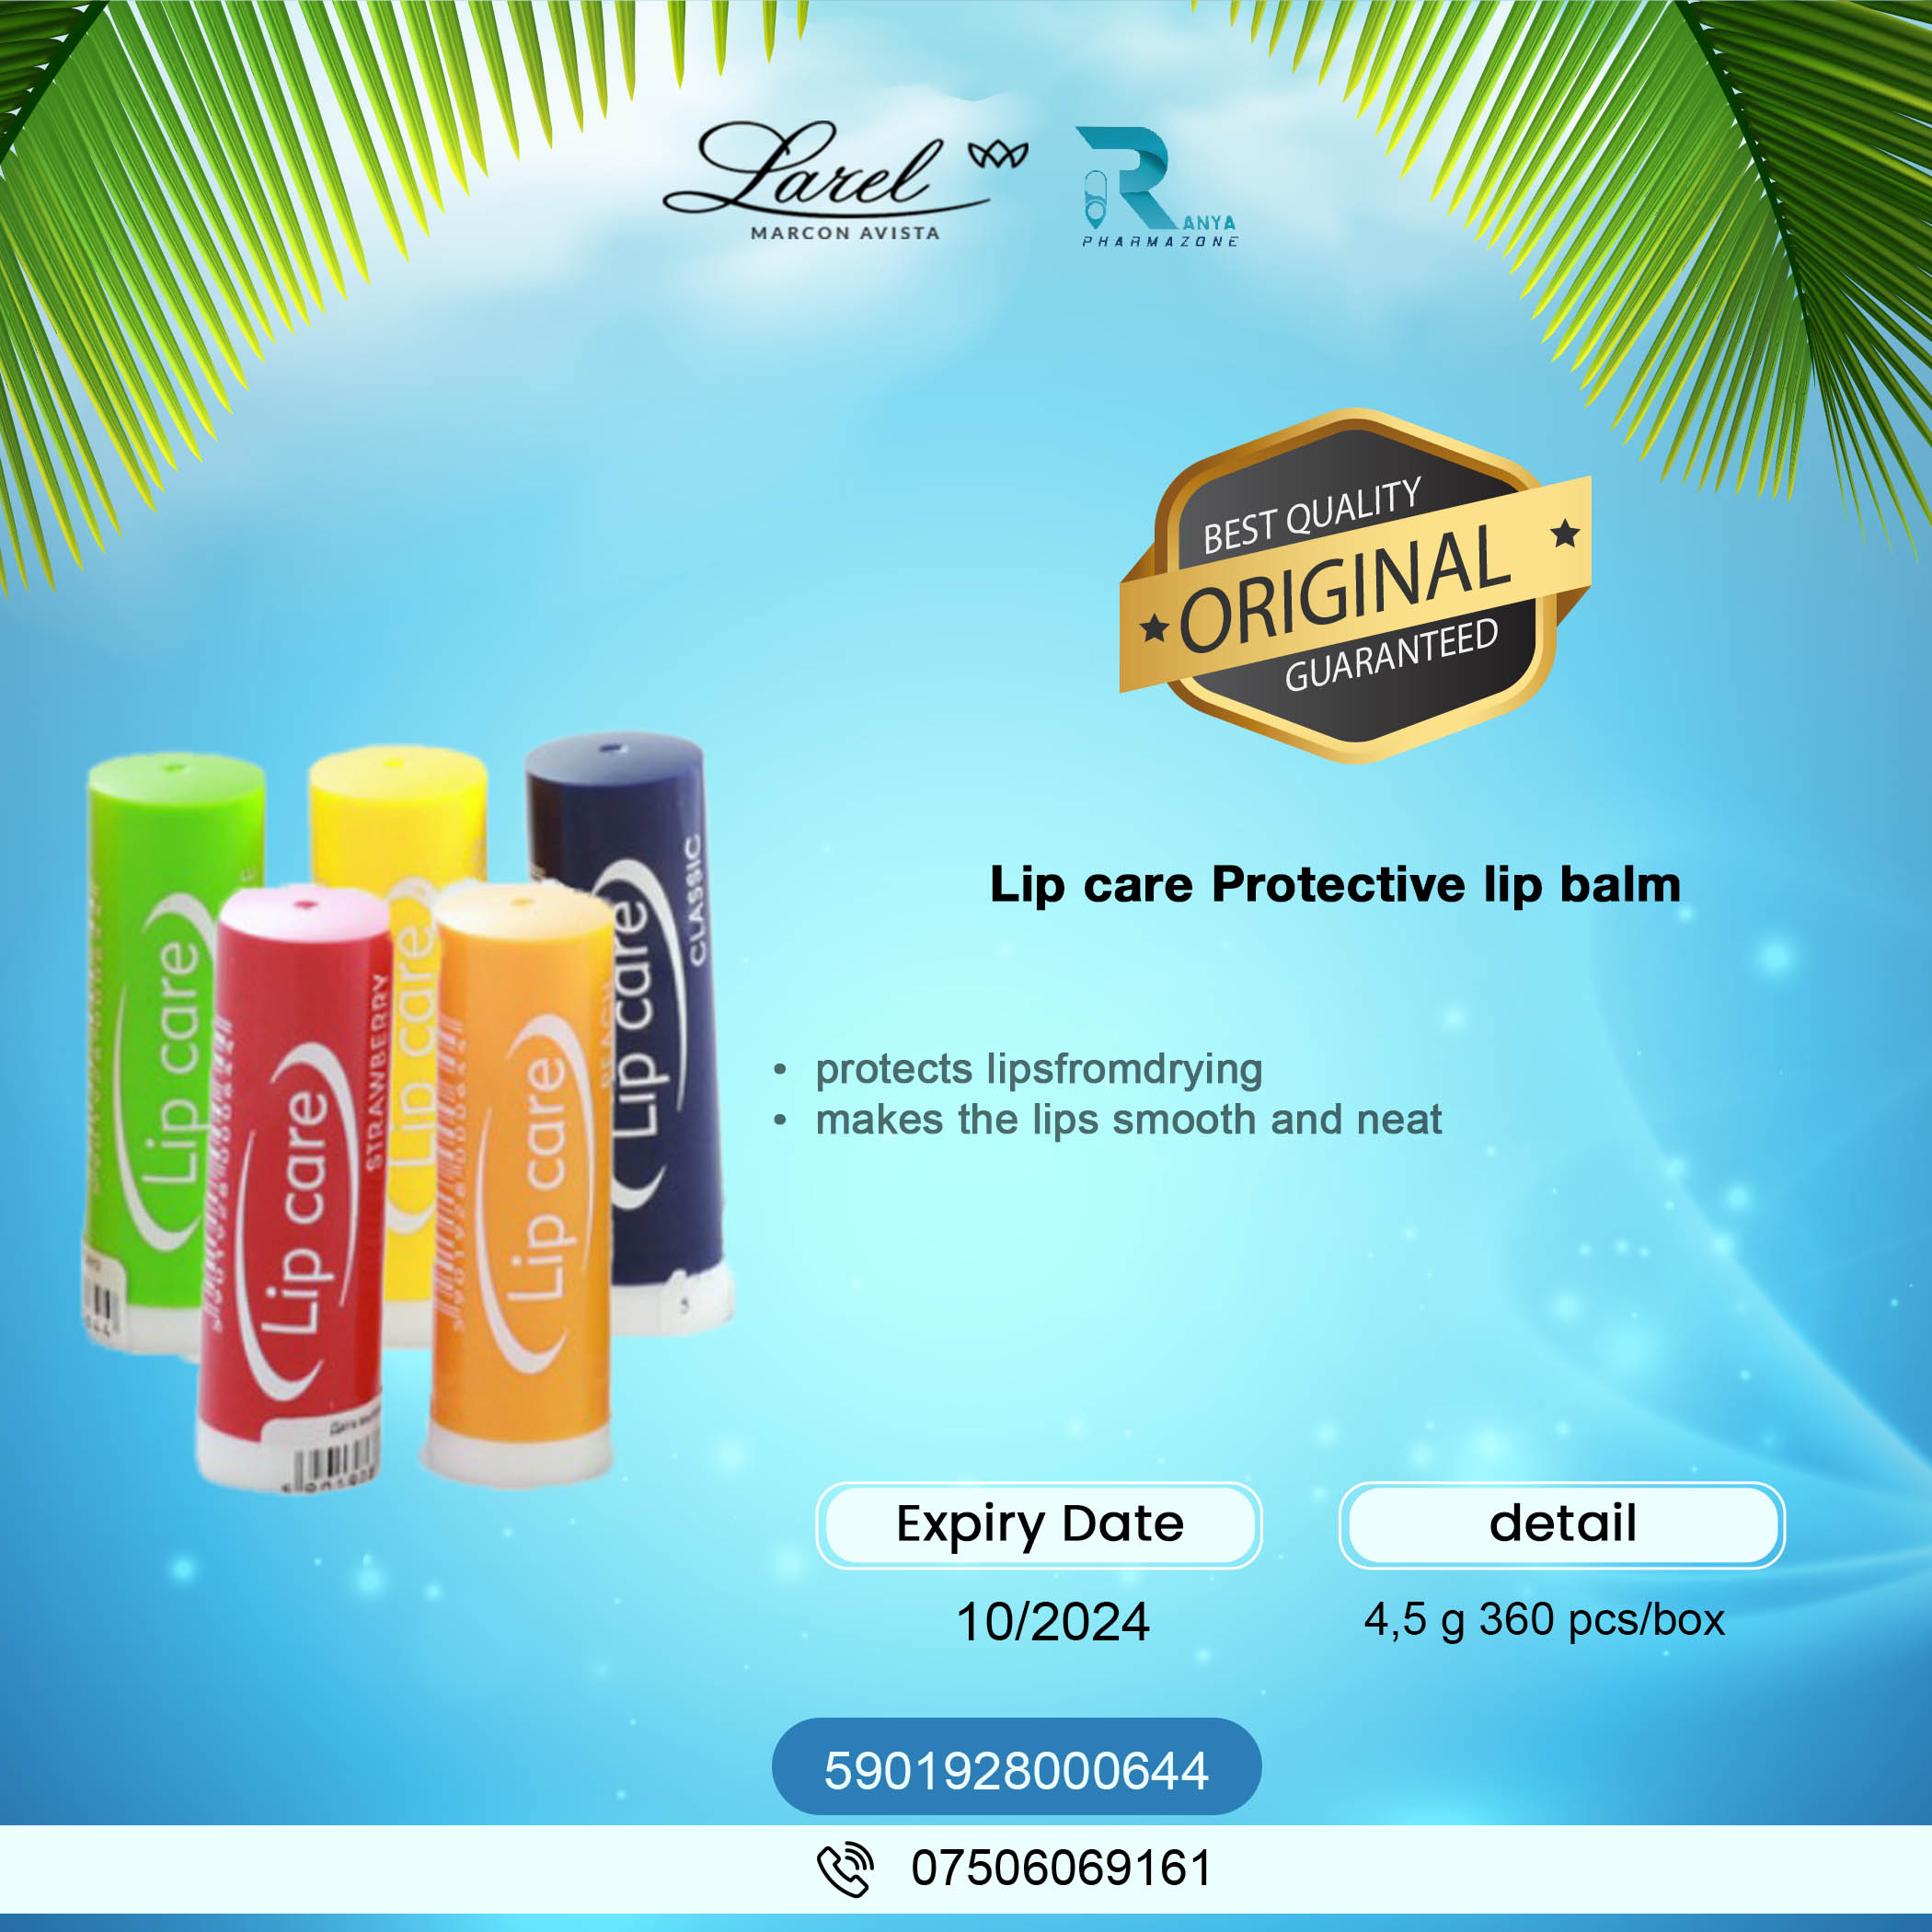 Larel
MARCON AVISTA
RANYA
PHARMAZONE
BEST QUALITY
ORIGINAL
GUARANTEED
Lip care Protective lip balm
• protects lipsfromdrying
• makes the lips smooth and neat
Lip care
Lip care
Lip care
CLASSIC
Lip care
STRAWBERRY
Lip care
Expiry Date
10/2024
detail
4,5 g 360 pcs/box
5901928000644
07506069161